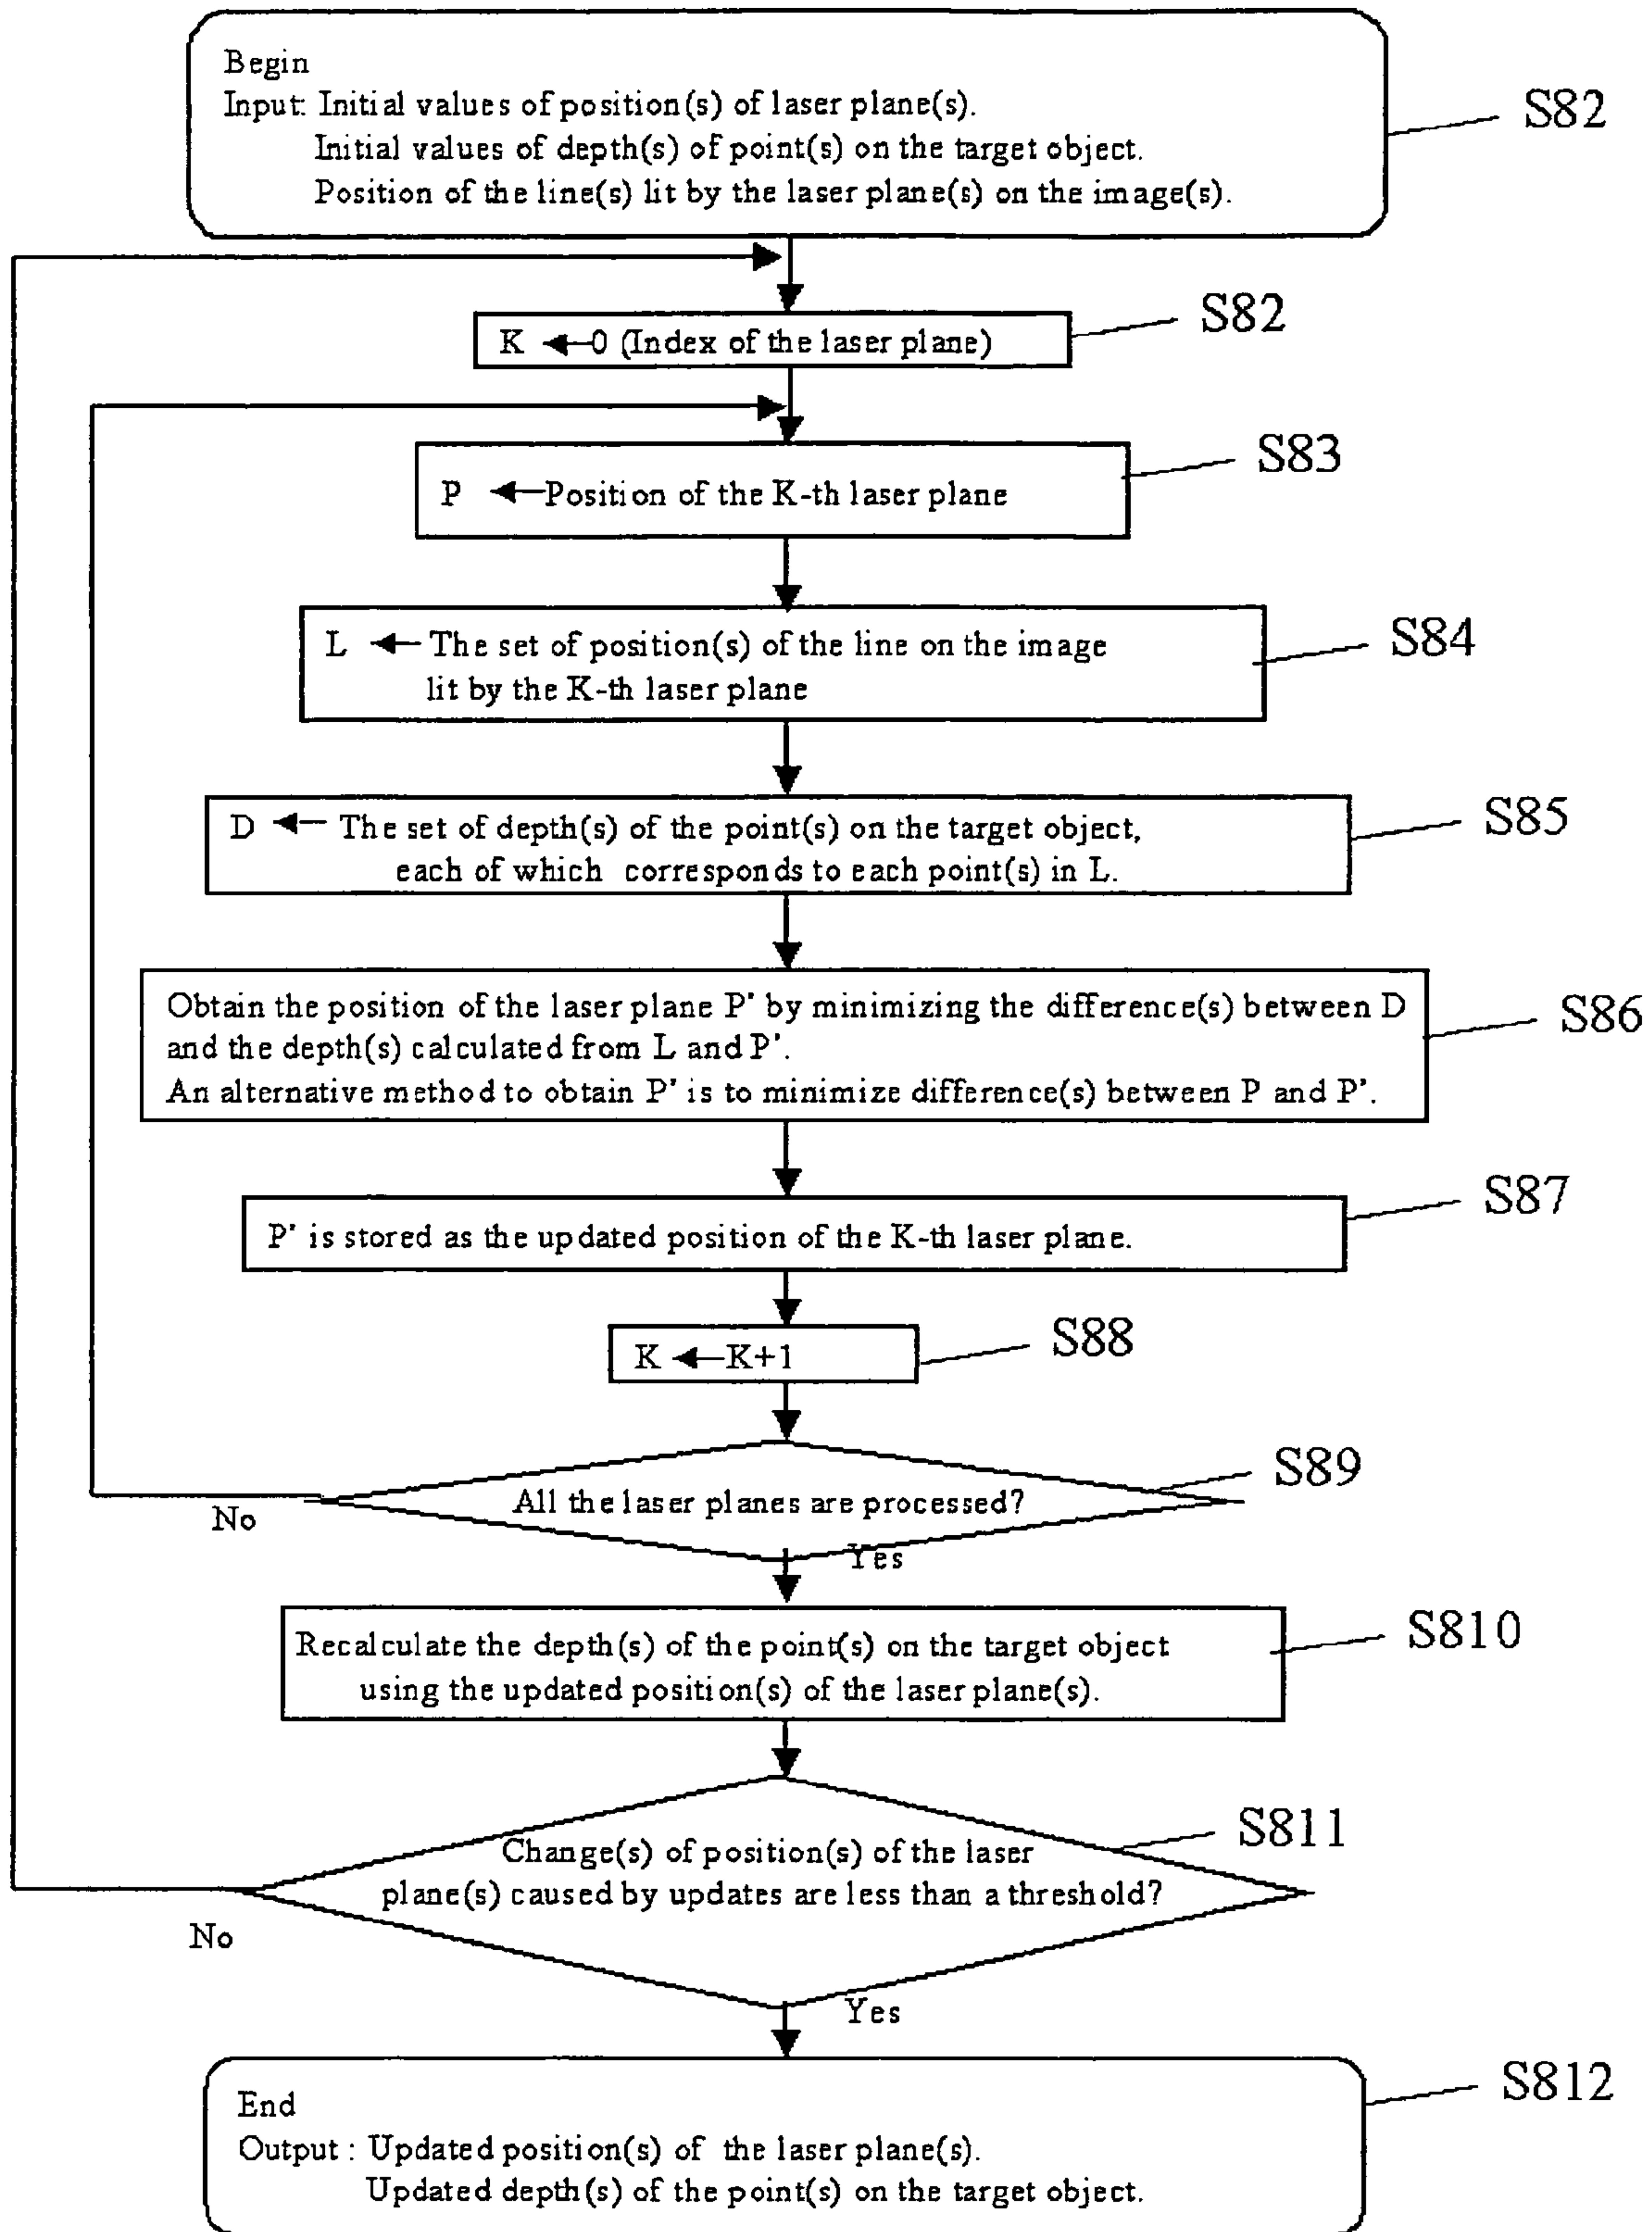 Begin
Input: Initial values of position(s) of laser plane(s).
Initial values of depth(s) of point(s) on the target object.
Position of the line(s) lit by the laser plane(s) on the image(s).
S82
K ←0 (Index of the laser plane)
S82
P ←Position of the K-th laser plane
S83
L ← The set of position(s) of the line on the image
lit by the K-th laser plane
S84
D ← The set of depth(s) of the point(s) on the target object,
each of which corresponds to each point(s) in L.
S85
Obtain the position of the laser plane P' by minimizing the difference(s) between D
and the depth(s) calculated from L and P'.
An alternative method to obtain P' is to minimize difference(s) between P and P'.
S86
P' is stored as the updated position of the K-th laser plane.
S87
K ←K+1
S88
All the laser planes are processed?
S89
No
Yes
Recalculate the depth(s) of the point(s) on the target object
using the updated position(s) of the laser plane(s).
S810
Change(s) of position(s) of the laser
plane(s) caused by updates are less than a threshold?
S811
No
Yes
End
Output : Updated position(s) of the laser plane(s).
Updated depth(s) of the point(s) on the target object.
S812